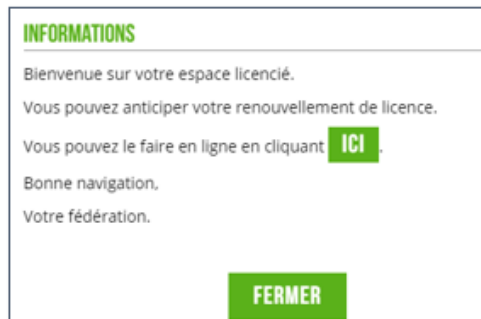 INFORMATIONS
Bienvenue sur votre espace licencié.
Vous pouvez anticiper votre renouvellement de licence.
Vous pouvez le faire en ligne en cliquant ICI .
Bonne navigation,
Votre fédération.
FERMER